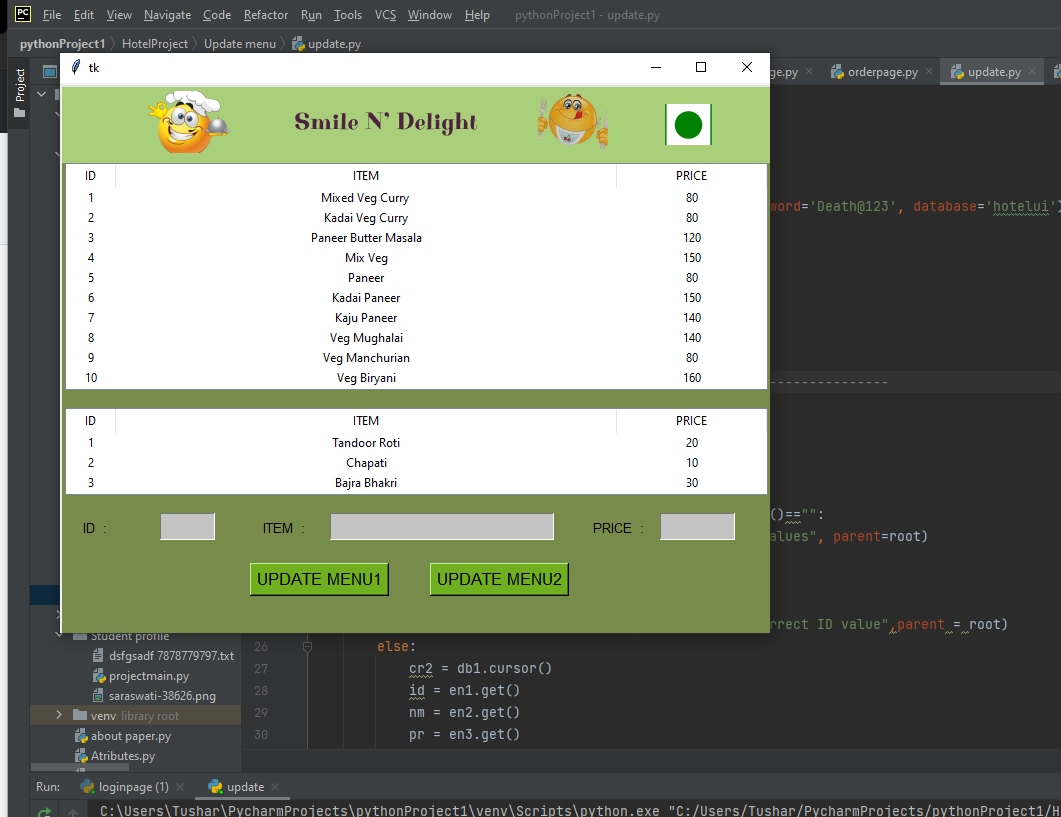 PC File Edit View Navigate Code Refactor Run Tools VCS Window Help pythonProject1 - update.py
pythonProject1 HotelProject Update menu update.py
Project
tk
ge.py orderpage.py update.py
Smile N' Delight
ID ITEM PRICE
1 Mixed Veg Curry 80
2 Kadai Veg Curry 80
3 Paneer Butter Masala 120
4 Mix Veg 150
5 Paneer 80
6 Kadai Paneer 150
7 Kaju Paneer 140
8 Veg Mughalai 140
9 Veg Manchurian 80
10 Veg Biryani 160
word='Death@123', database='hotelui')
---------------
ID ITEM PRICE
1 Tandoor Roti 20
2 Chapati 10
3 Bajra Bhakri 30
()=="":
alues", parent=root)
ID : ITEM : PRICE :
UPDATE MENU1 UPDATE MENU2
rrect ID value",parent = root)
Student profile
dsfgsadf 7878779797.txt
projectmain.py
saraswati-38626.png
venv library root
about paper.py
Atributes.py
26 else:
27 cr2 = db1.cursor()
28 id = en1.get()
29 nm = en2.get()
30 pr = en3.get()
Run: loginpage (1) update
C:\Users\Tushar\PycharmProjects\pythonProject1\venv\Scripts\python.exe "C:/Users/Tushar/PycharmProjects/pythonProject1/H